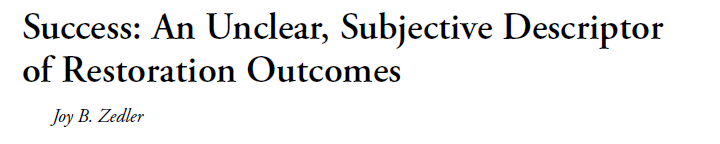 Success: An Unclear, Subjective Descriptor
of Restoration Outcomes
Joy B. Zedler